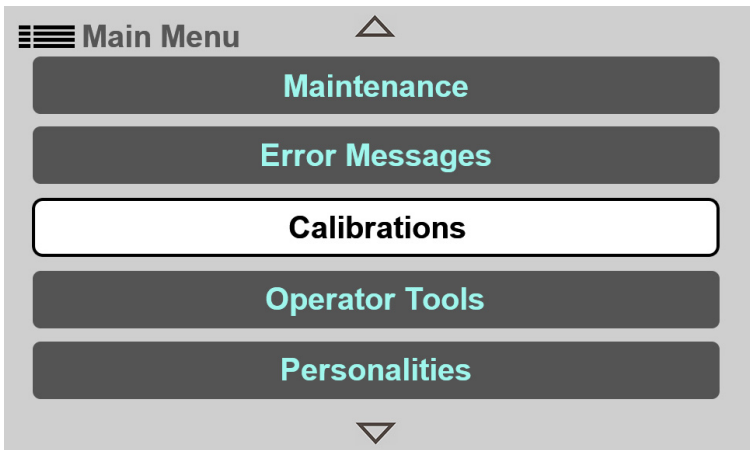 Main Menu
Maintenance
Error Messages
Calibrations
Operator Tools
Personalities